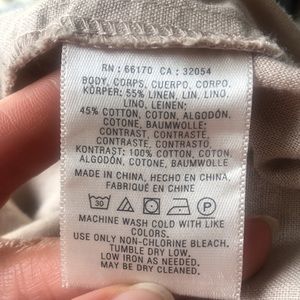 RN : 66170 CA : 32054
BODY, CORPS, CUERPO, CORPO,
KÖRPER: 55% LINEN, LIN, LINO,
LINO, LEINEN;
45% COTTON, COTON, ALGODÓN,
COTONE, BAUMWOLLE;
CONTRAST, CONTRASTE,
CONTRASTE, CONTRASTO,
KONTRAST: 100% COTTON, COTON,
ALGODÓN, COTONE, BAUMWOLLE
MADE IN CHINA, HECHO EN CHINA,
FABRIQUÉ EN CHINE
30 P
MACHINE WASH COLD WITH LIKE
COLORS.
USE ONLY NON-CHLORINE BLEACH.
TUMBLE DRY LOW.
LOW IRON AS NEEDED.
MAY BE DRY CLEANED.